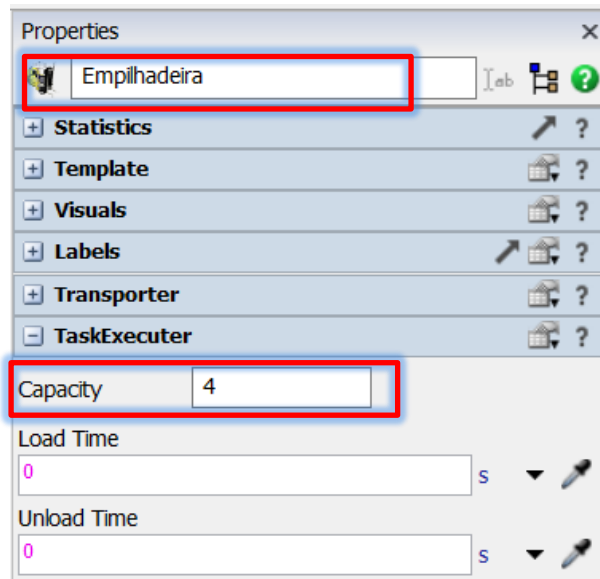 Properties
Empilhadeira
Statistics ?
Template ?
Visuals ?
Labels ?
Transporter ?
TaskExecuter ?
Capacity 4
Load Time
0 s
Unload Time
0 s